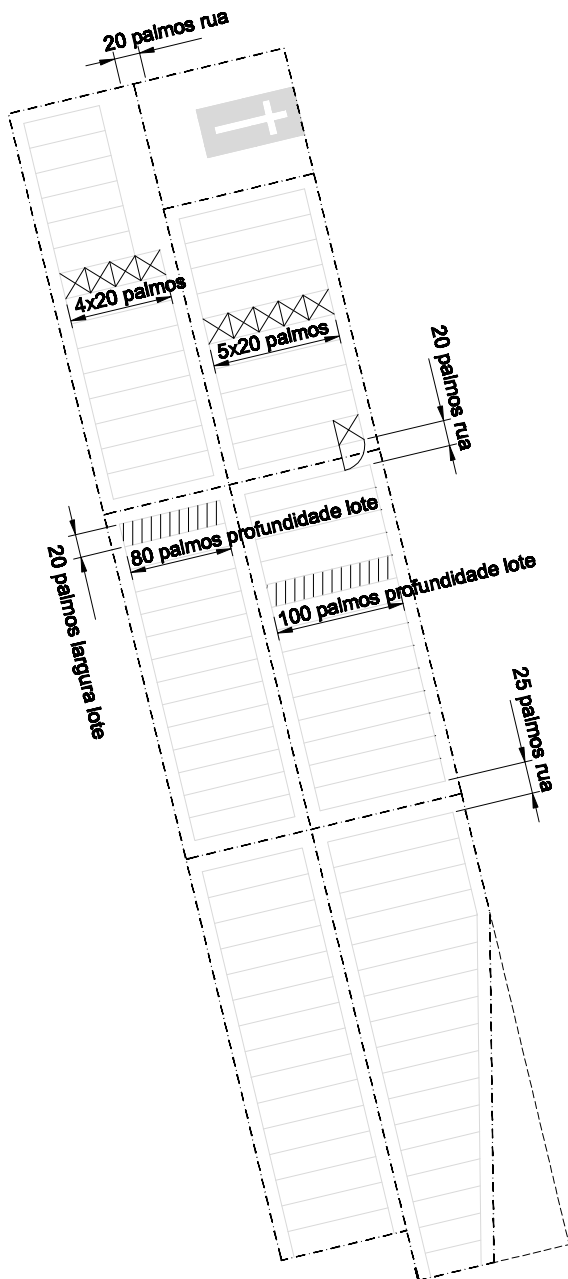 20 palmos rua
4x20 palmos
5x20 palmos
20 palmos rua
80 palmos profundidade lote
20 palmos largura lote
100 palmos profundidade lote
25 palmos rua